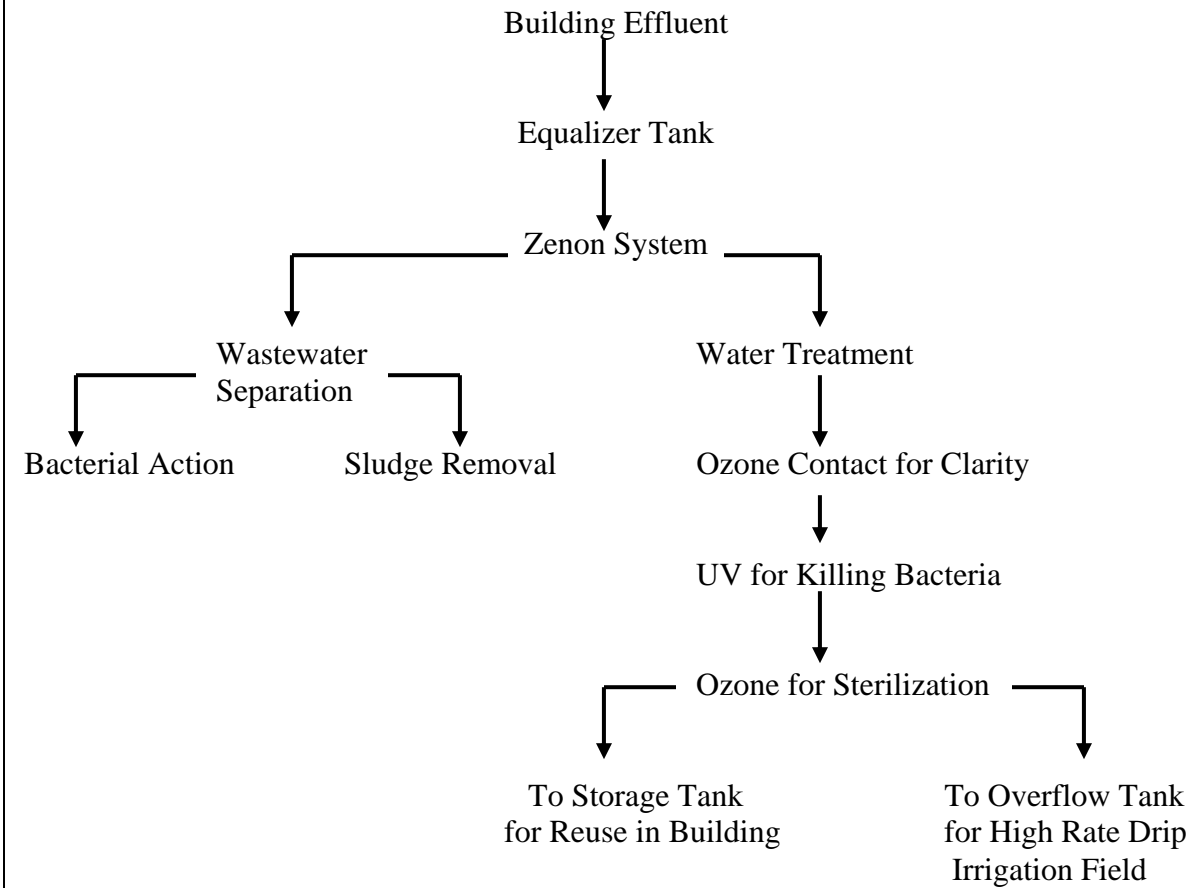 Building Effluent
Equalizer Tank
Zenon System
Wastewater
Separation
Water Treatment
Bacterial Action
Sludge Removal
Ozone Contact for Clarity
UV for Killing Bacteria
Ozone for Sterilization
To Storage Tank
for Reuse in Building
To Overflow Tank
for High Rate Drip
Irrigation Field